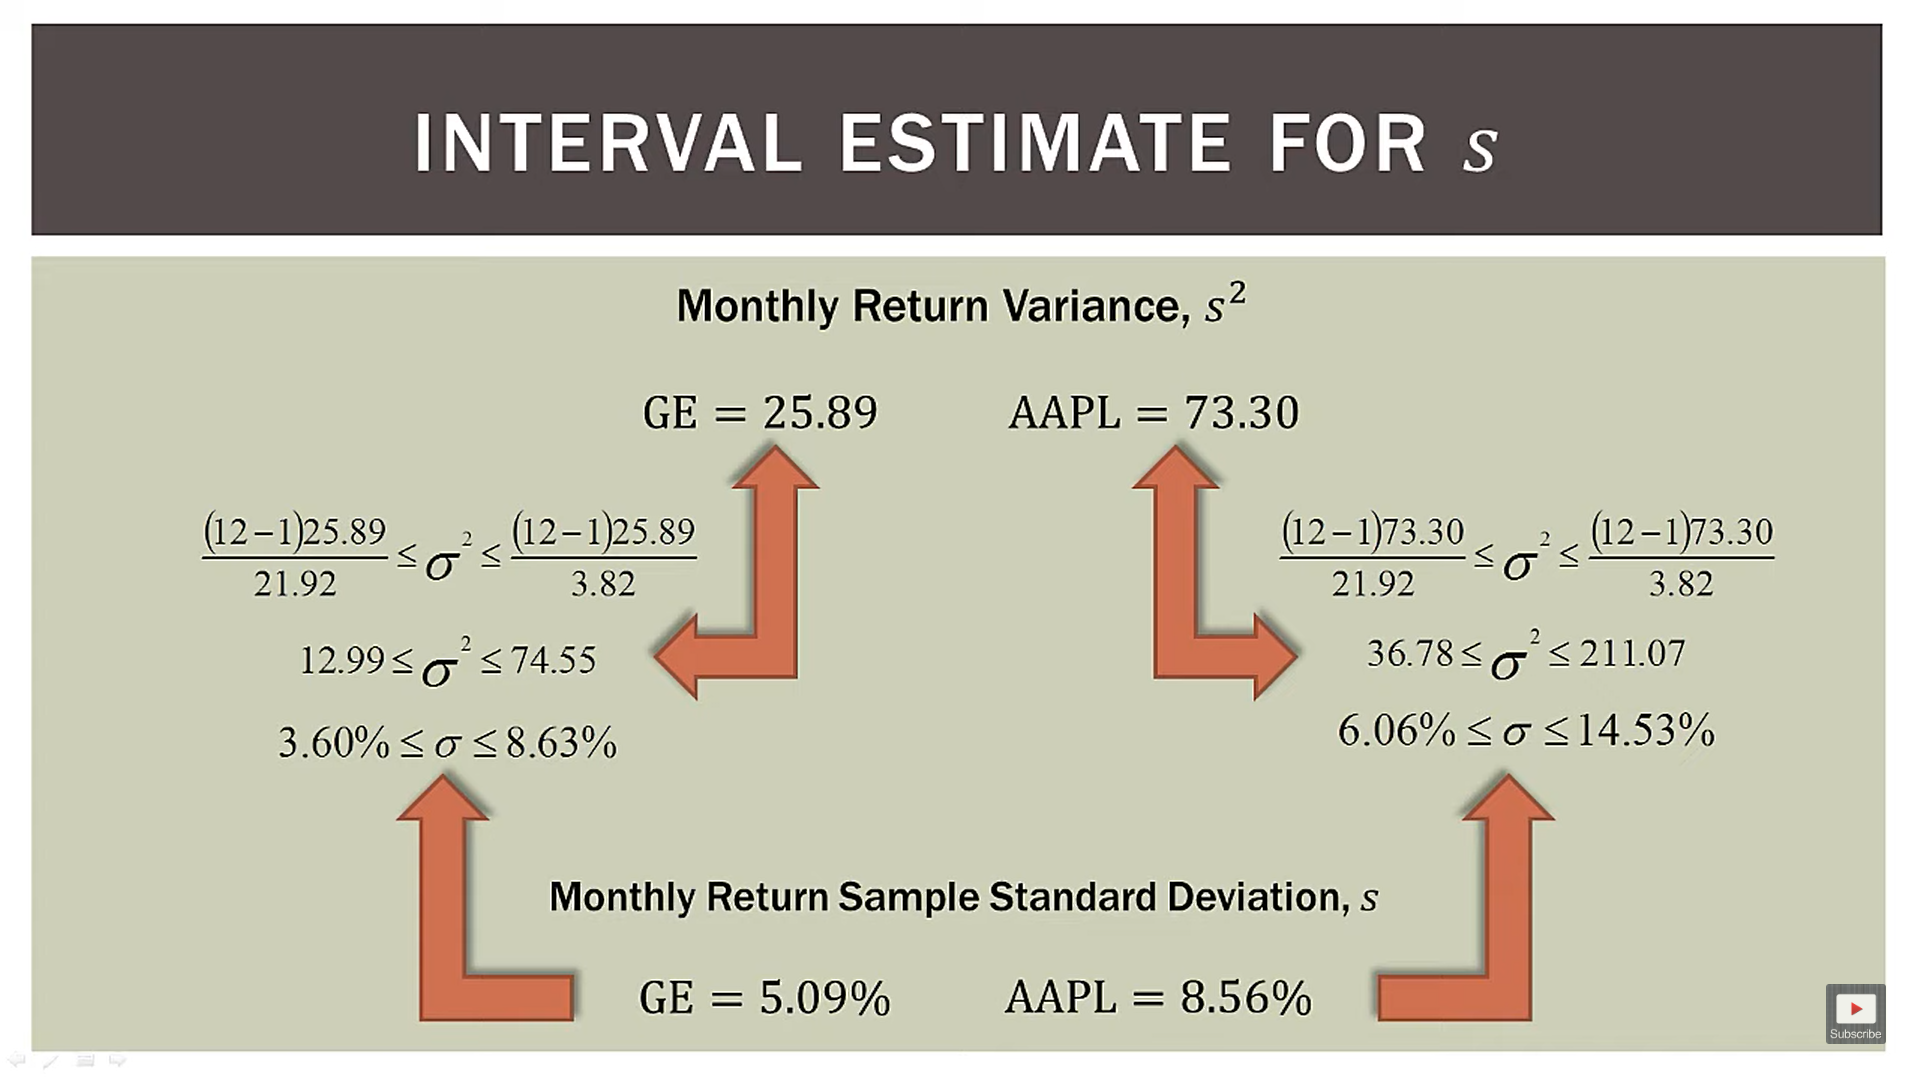 INTERVAL ESTIMATE FOR s
Monthly Return Variance, s²
GE = 25.89 AAPL = 73.30
(12−1)25.89 / 21.92 ≤ σ² ≤ (12−1)25.89 / 3.82
(12−1)73.30 / 21.92 ≤ σ² ≤ (12−1)73.30 / 3.82
12.99 ≤ σ² ≤ 74.55
36.78 ≤ σ² ≤ 211.07
3.60% ≤ σ ≤ 8.63%
6.06% ≤ σ ≤ 14.53%
Monthly Return Sample Standard Deviation, s
GE = 5.09% AAPL = 8.56%
Subscribe